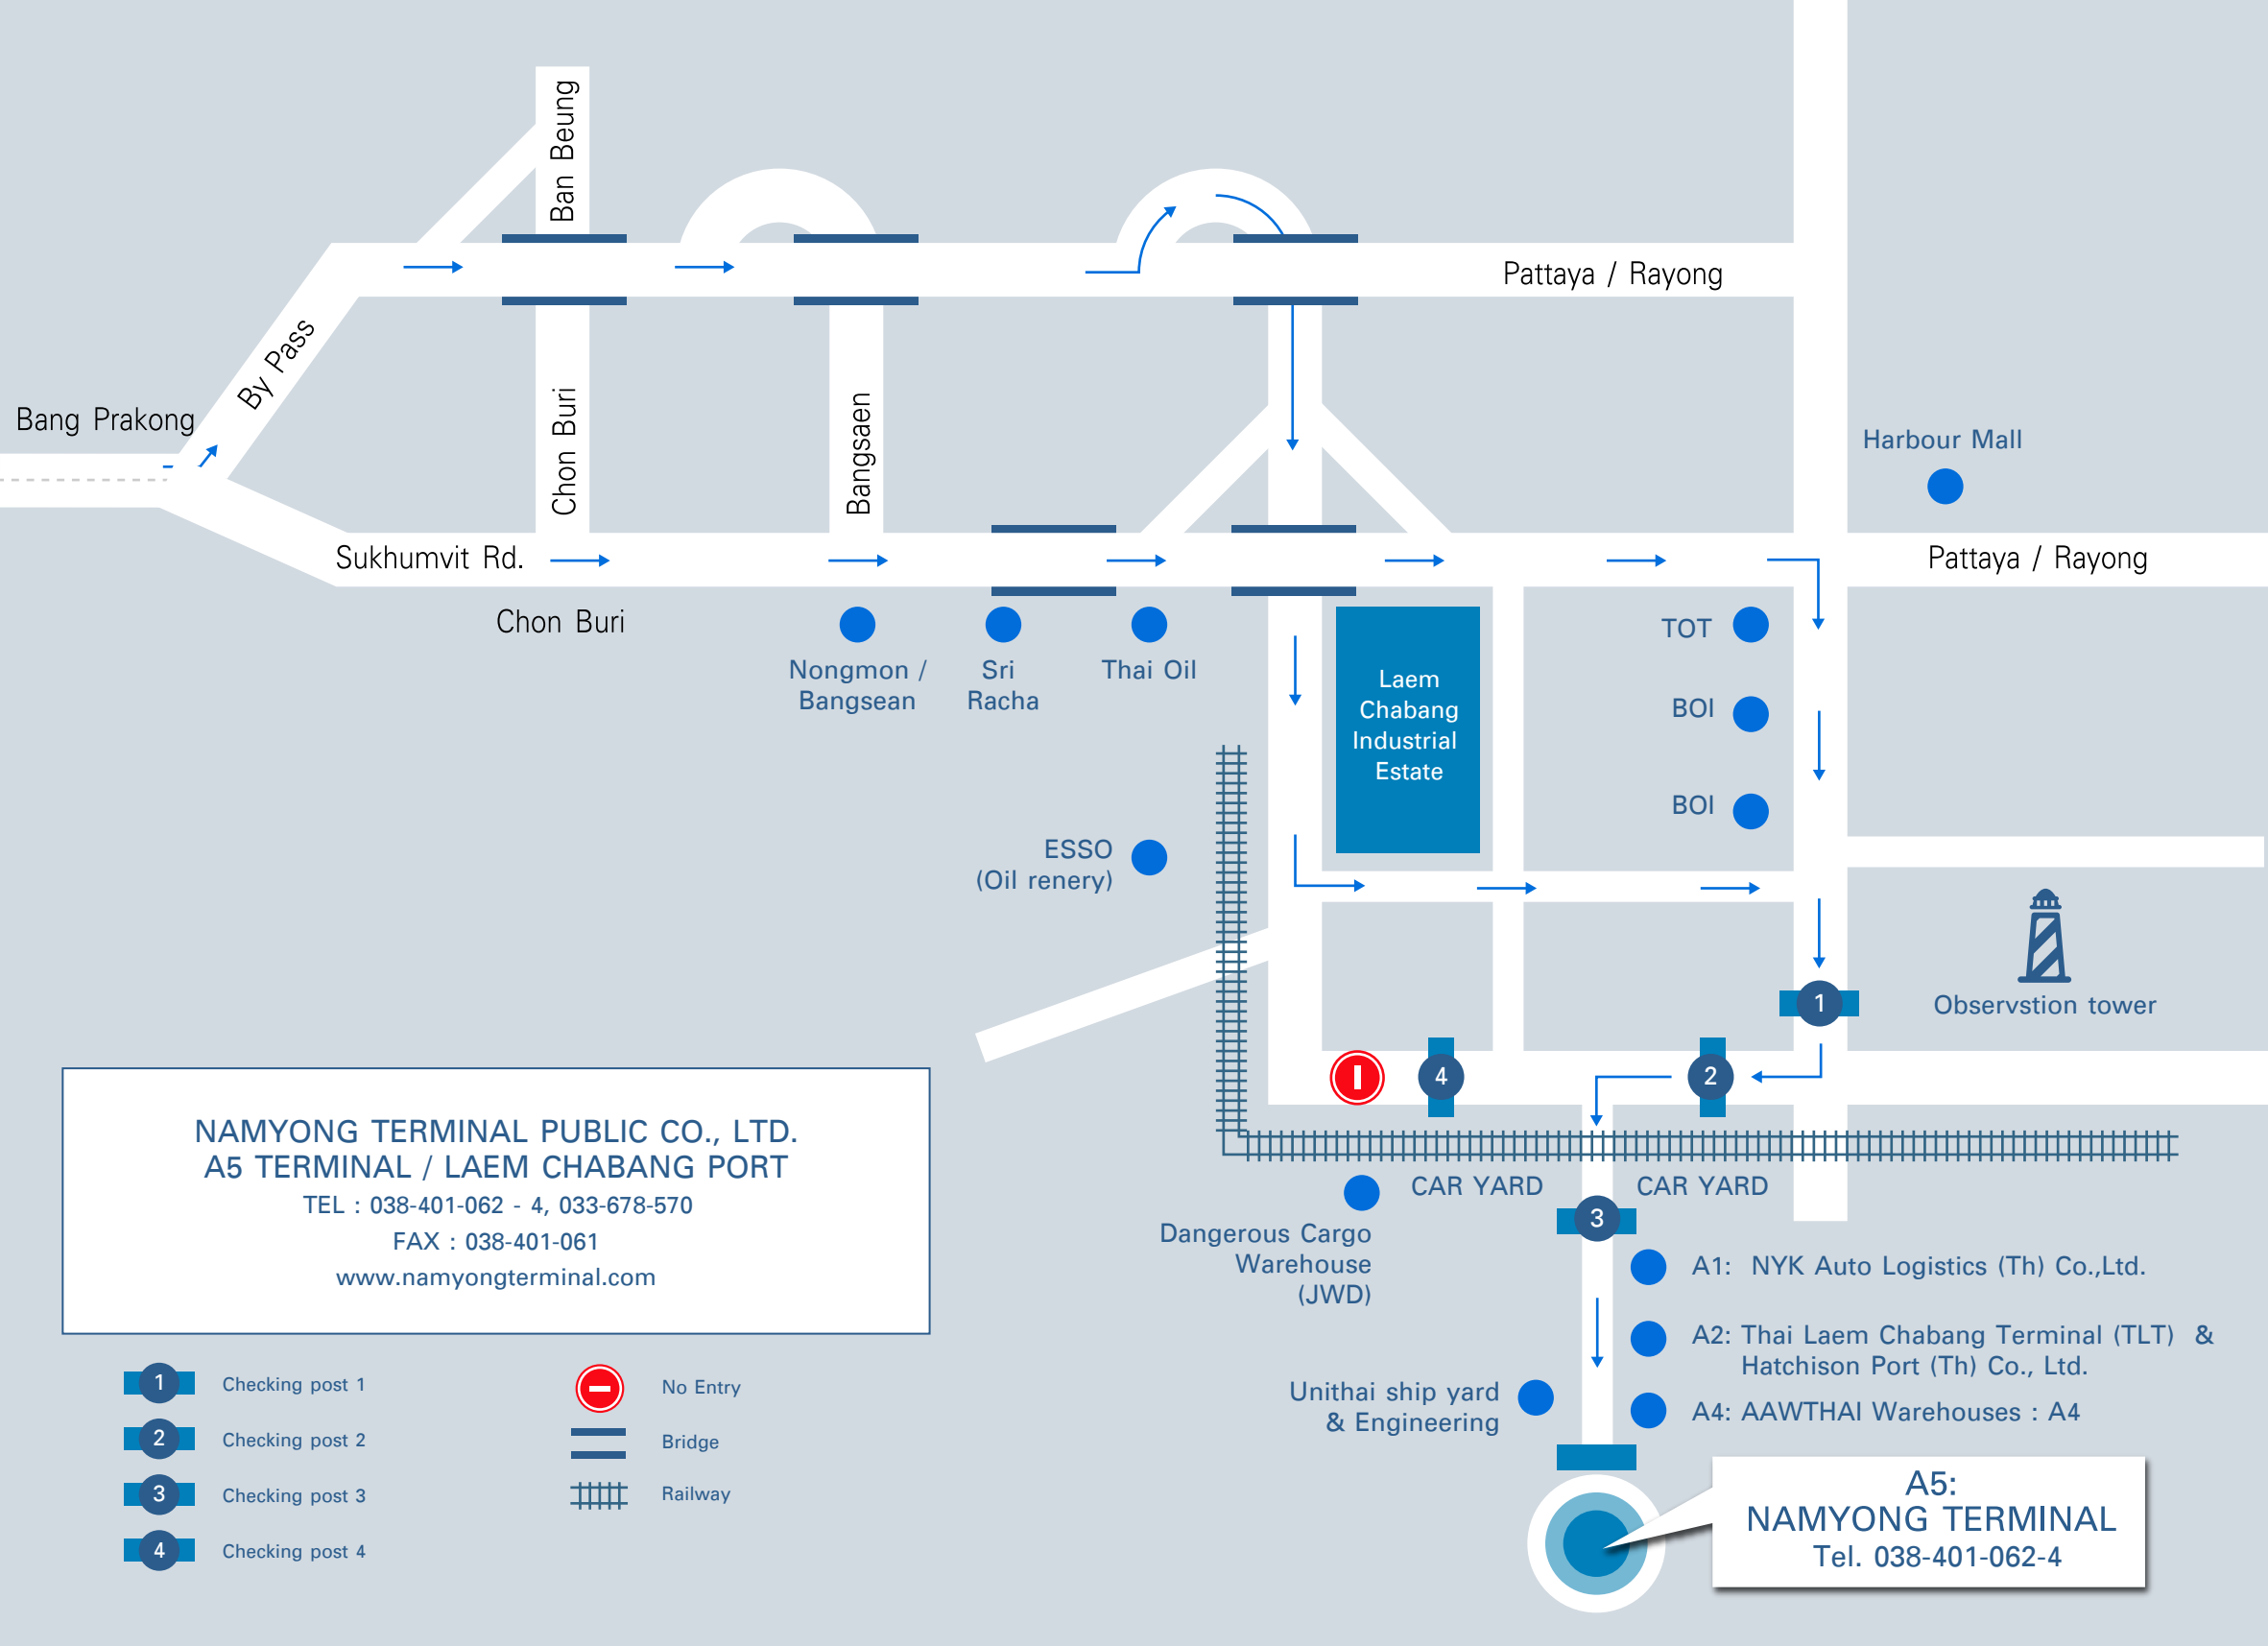 Ban Beung
Pattaya / Rayong
By Pass
Bang Prakong
Chon Buri
Bangsaen
Harbour Mall
Sukhumvit Rd.
Pattaya / Rayong
Chon Buri
Nongmon /
Bangsean
Sri
Racha
Thai Oil
Laem
Chabang
Industrial
Estate
TOT
BOI
BOI
ESSO
(Oil renery)
Observstion tower
1
4
2
NAMYONG TERMINAL PUBLIC CO., LTD.
A5 TERMINAL / LAEM CHABANG PORT
TEL : 038-401-062 - 4, 033-678-570
FAX : 038-401-061
www.namyongterminal.com
CAR YARD
CAR YARD
3
Dangerous Cargo
Warehouse
(JWD)
A1: NYK Auto Logistics (Th) Co.,Ltd.
A2: Thai Laem Chabang Terminal (TLT) &
Hatchison Port (Th) Co., Ltd.
A4: AAWTHAI Warehouses : A4
Unithai ship yard
& Engineering
1 Checking post 1
2 Checking post 2
3 Checking post 3
4 Checking post 4
No Entry
Bridge
Railway
A5:
NAMYONG TERMINAL
Tel. 038-401-062-4